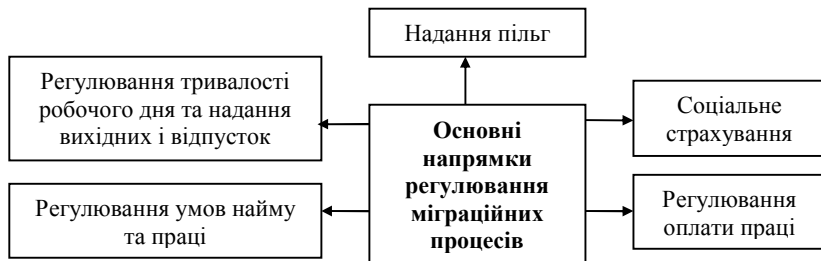 Надання пільг
Регулювання тривалості
робочого дня та надання
вихідних і відпусток
Соціальне
страхування
Основні
напрямки
регулювання
міграційних
процесів
Регулювання умов найму
та праці
Регулювання
оплати праці